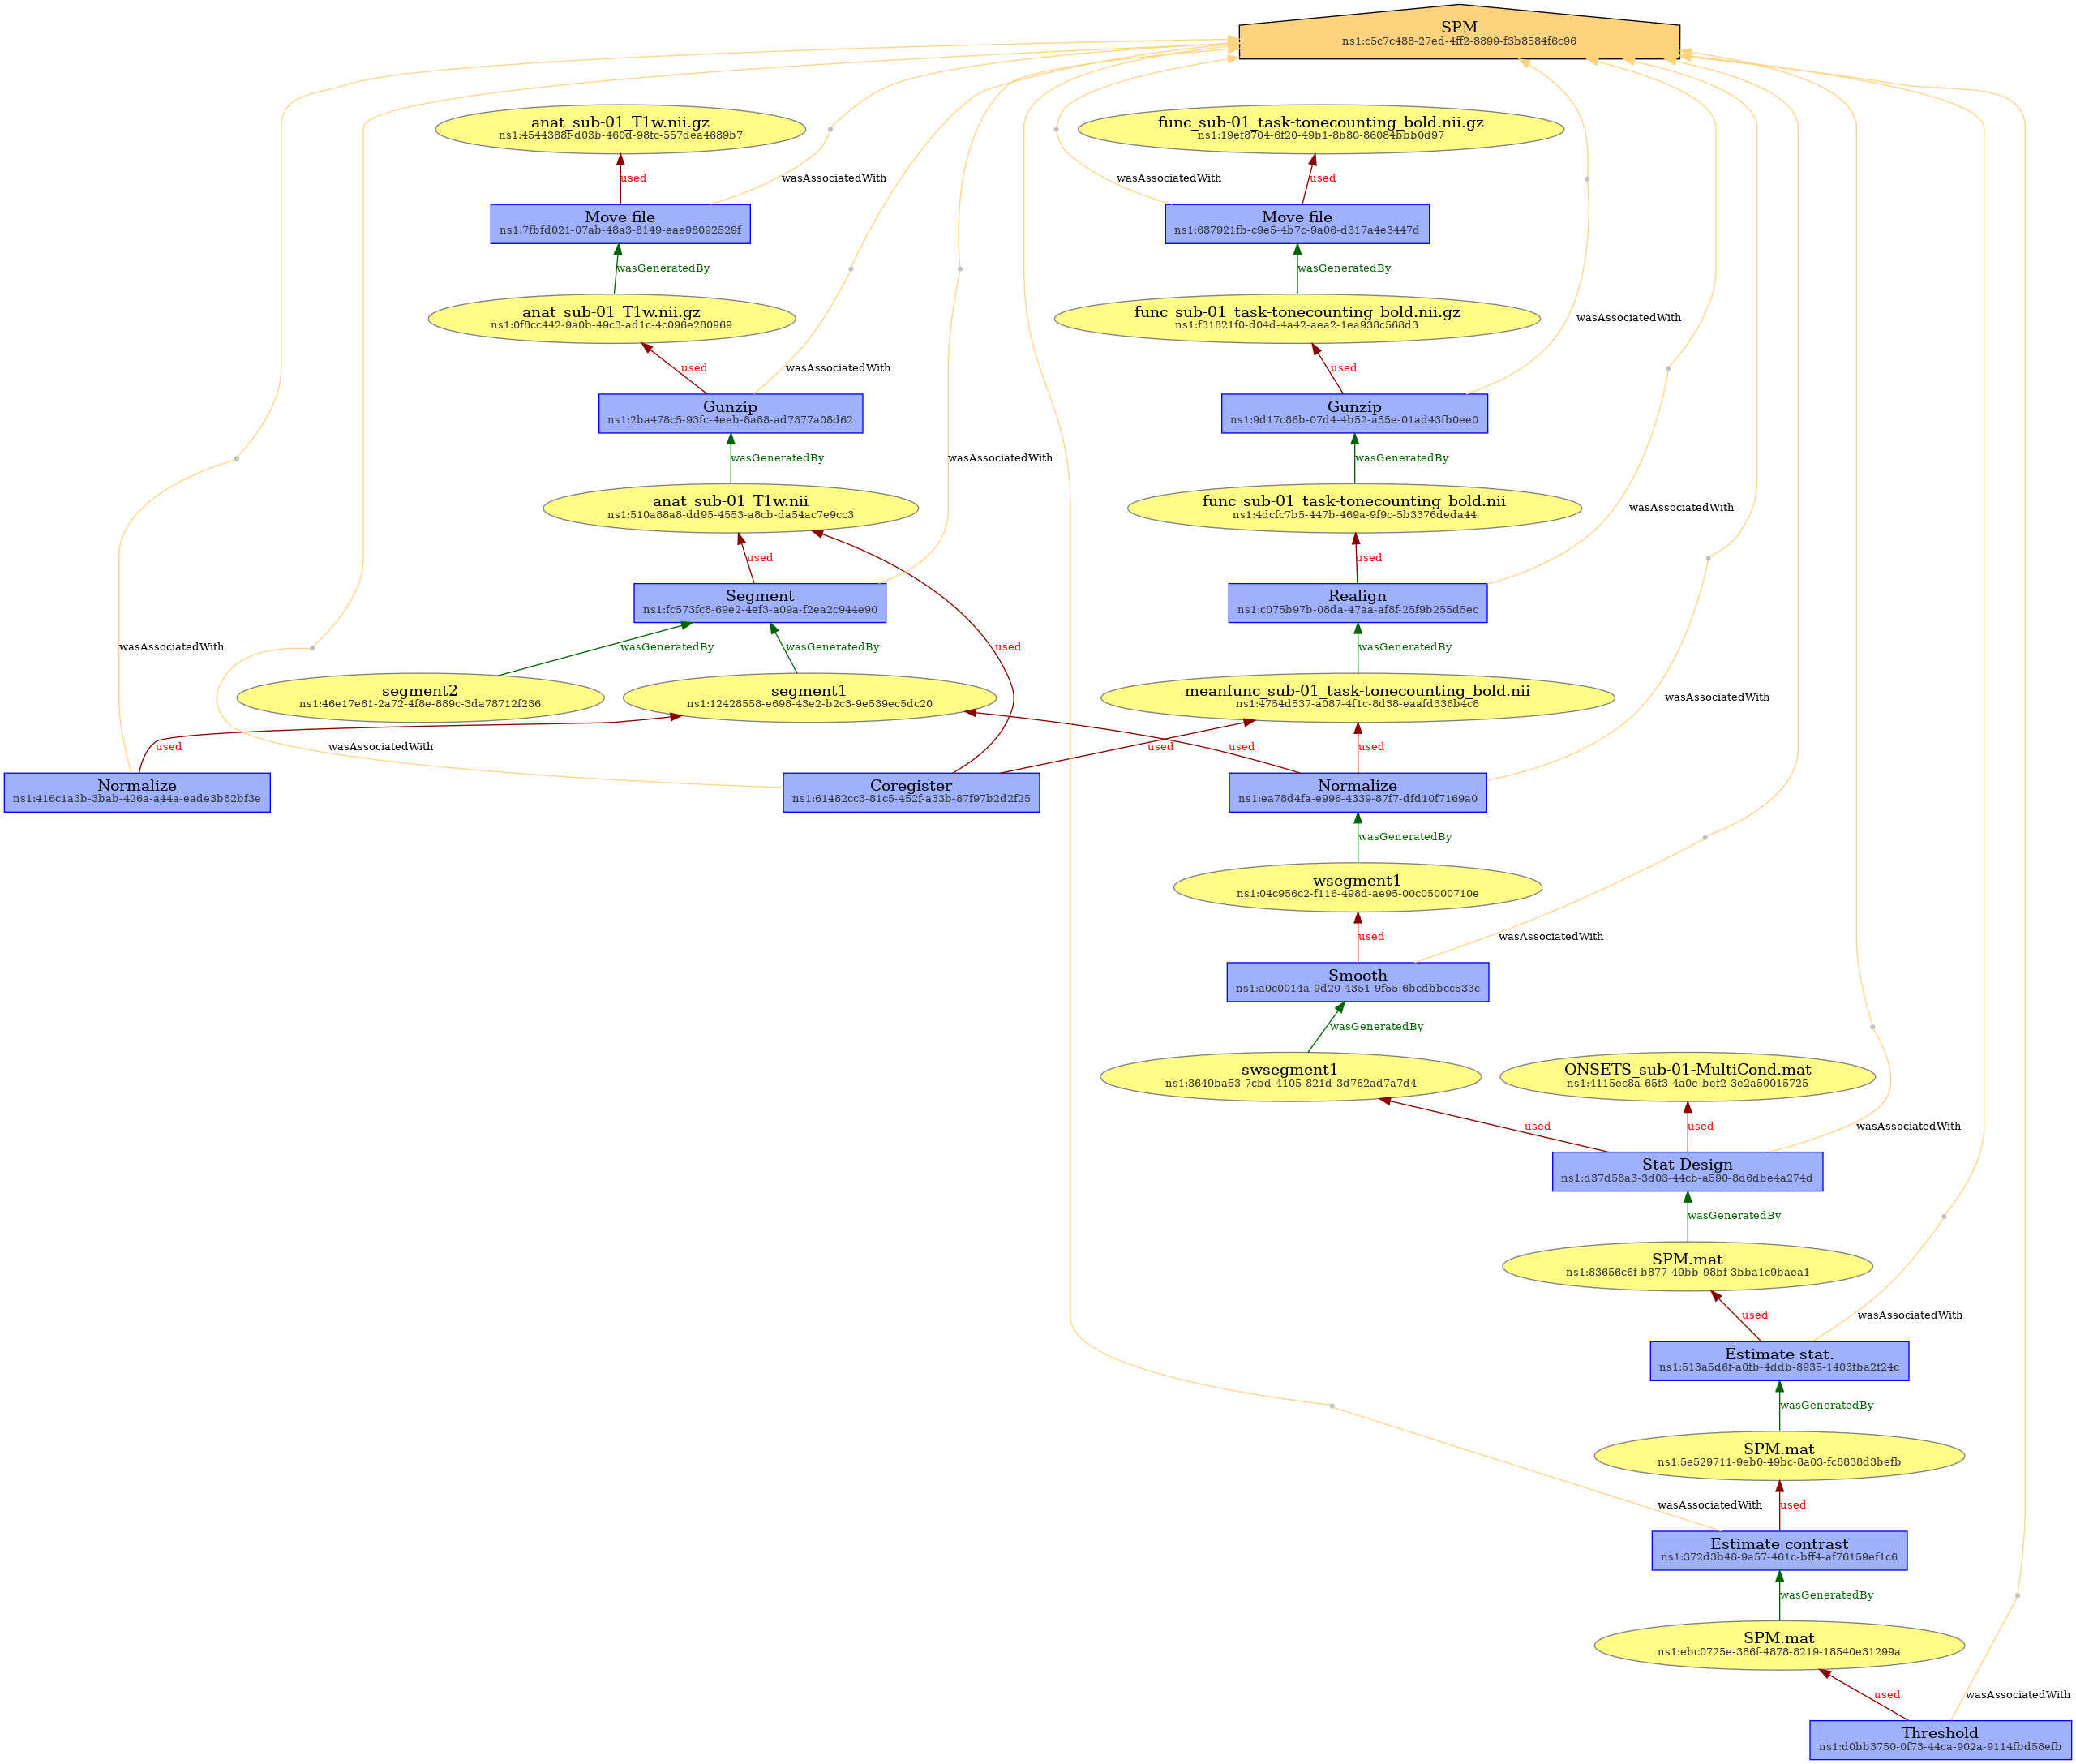 SPM
ns1:c5c7c488-27ed-4ff2-8899-f3b8584f6c96
anat_sub-01_T1w.nii.gz
ns1:4544388f-d03b-460d-98fc-557dea4689b7
func_sub-01_task-tonecounting_bold.nii.gz
ns1:19ef8704-6f20-49b1-8b80-86084bbb0d97
used
wasAssociatedWith
wasAssociatedWith
used
Move file
ns1:7fbfd021-07ab-48a3-8149-eae98092529f
Move file
ns1:687921fb-c9e5-4b7c-9a06-d317a4e3447d
wasGeneratedBy
wasGeneratedBy
anat_sub-01_T1w.nii.gz
ns1:0f8cc442-9a0b-49c3-ad1c-4c096e280969
func_sub-01_task-tonecounting_bold.nii.gz
ns1:f31821f0-d04d-4a42-aea2-1ea938c568d3
wasAssociatedWith
used
wasAssociatedWith
used
Gunzip
ns1:2ba478c5-93fc-4eeb-8a88-ad7377a08d62
Gunzip
ns1:9d17c86b-07d4-4b52-a55e-01ad43fb0ee0
wasGeneratedBy
wasAssociatedWith
wasGeneratedBy
anat_sub-01_T1w.nii
ns1:510a88a8-dd95-4553-a8cb-da54ac7e9cc3
func_sub-01_task-tonecounting_bold.nii
ns1:4dcfc7b5-447b-469a-9f9c-5b3376deda44
wasAssociatedWith
used
used
Segment
ns1:fc573fc8-69e2-4ef3-a09a-f2ea2c944e90
Realign
ns1:c075b97b-08da-47aa-af8f-25f9b255d5ec
wasAssociatedWith
wasGeneratedBy
wasGeneratedBy
used
wasGeneratedBy
segment2
ns1:46e17e61-2a72-4f8e-889c-3da78712f236
segment1
ns1:12428558-e698-43e2-b2c3-9e539ec5dc20
meanfunc_sub-01_task-tonecounting_bold.nii
ns1:4754d537-a087-4f1c-8d38-eaafd336b4c8
wasAssociatedWith
used
wasAssociatedWith
used
used
used
Normalize
ns1:416c1a3b-3bab-426a-a44a-eade3b82bf3e
Coregister
ns1:61482cc3-81c5-452f-a33b-87f97b2d2f25
Normalize
ns1:ea78d4fa-e996-4339-87f7-dfd10f7169a0
wasGeneratedBy
wsegment1
ns1:04c956c2-f116-498d-ae95-00c05000710e
used
wasAssociatedWith
Smooth
ns1:a0c0014a-9d20-4351-9f55-6bcdbbcc533c
wasGeneratedBy
swsegment1
ns1:3649ba53-7cbd-4105-821d-3d762ad7a7d4
ONSETS_sub-01-MultiCond.mat
ns1:4115ec8a-65f3-4a0e-bef2-3e2a59015725
used
used
wasAssociatedWith
Stat Design
ns1:d37d58a3-3d03-44cb-a590-8d6dbe4a274d
wasGeneratedBy
SPM.mat
ns1:83656c6f-b877-49bb-98bf-3bba1c9baea1
used
wasAssociatedWith
Estimate stat.
ns1:513a5d6f-a0fb-4ddb-8935-1403fba2f24c
wasGeneratedBy
SPM.mat
ns1:5e529711-9eb0-49bc-8a03-fc8838d3befb
wasAssociatedWith
used
Estimate contrast
ns1:372d3b48-9a57-461c-bff4-af76159ef1c6
wasGeneratedBy
SPM.mat
ns1:ebc0725e-386f-4878-8219-18540e31299a
used
wasAssociatedWith
Threshold
ns1:d0bb3750-0f73-44ca-902a-9114fbd58efb